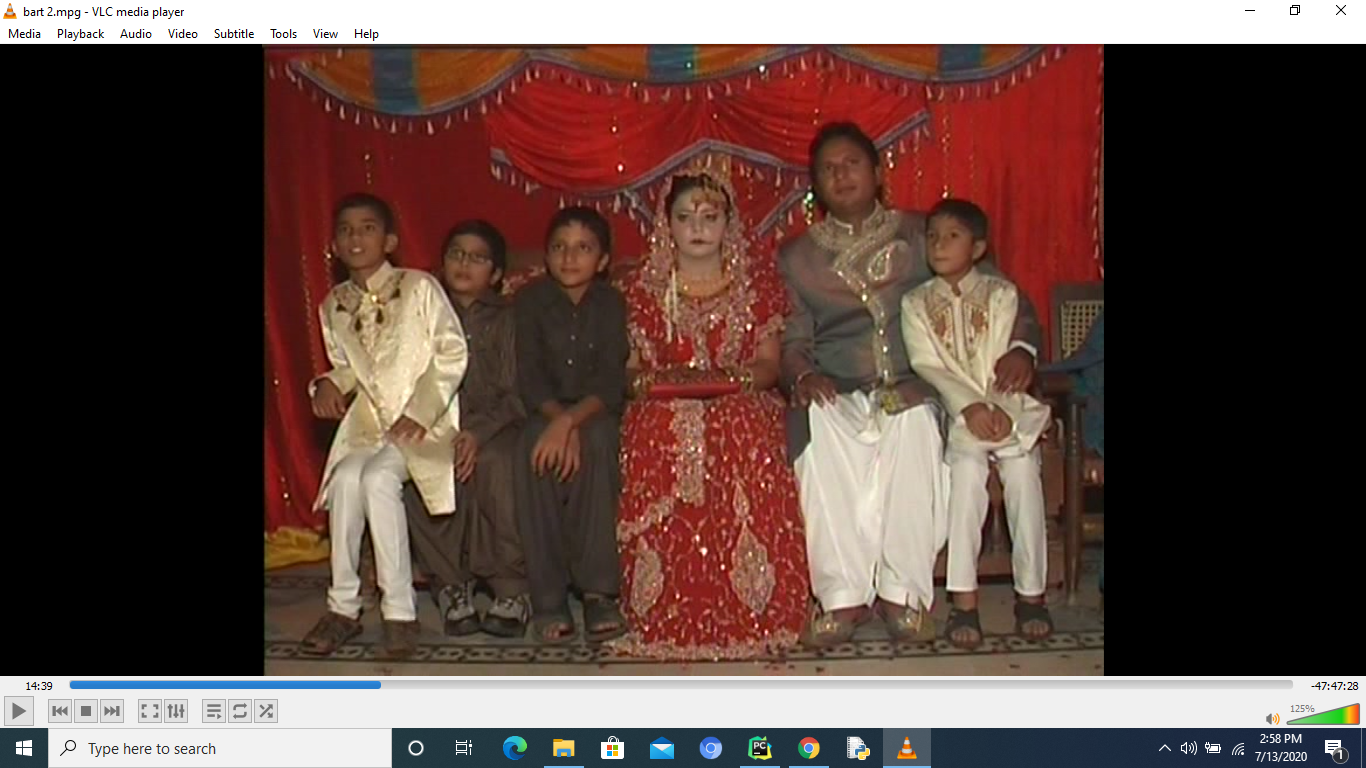 bart 2.mpg - VLC media player
Media Playback Audio Video Subtitle Tools View Help
14:39 -47:47:28
125%
Type here to search
PC
2:58 PM
7/13/2020
1